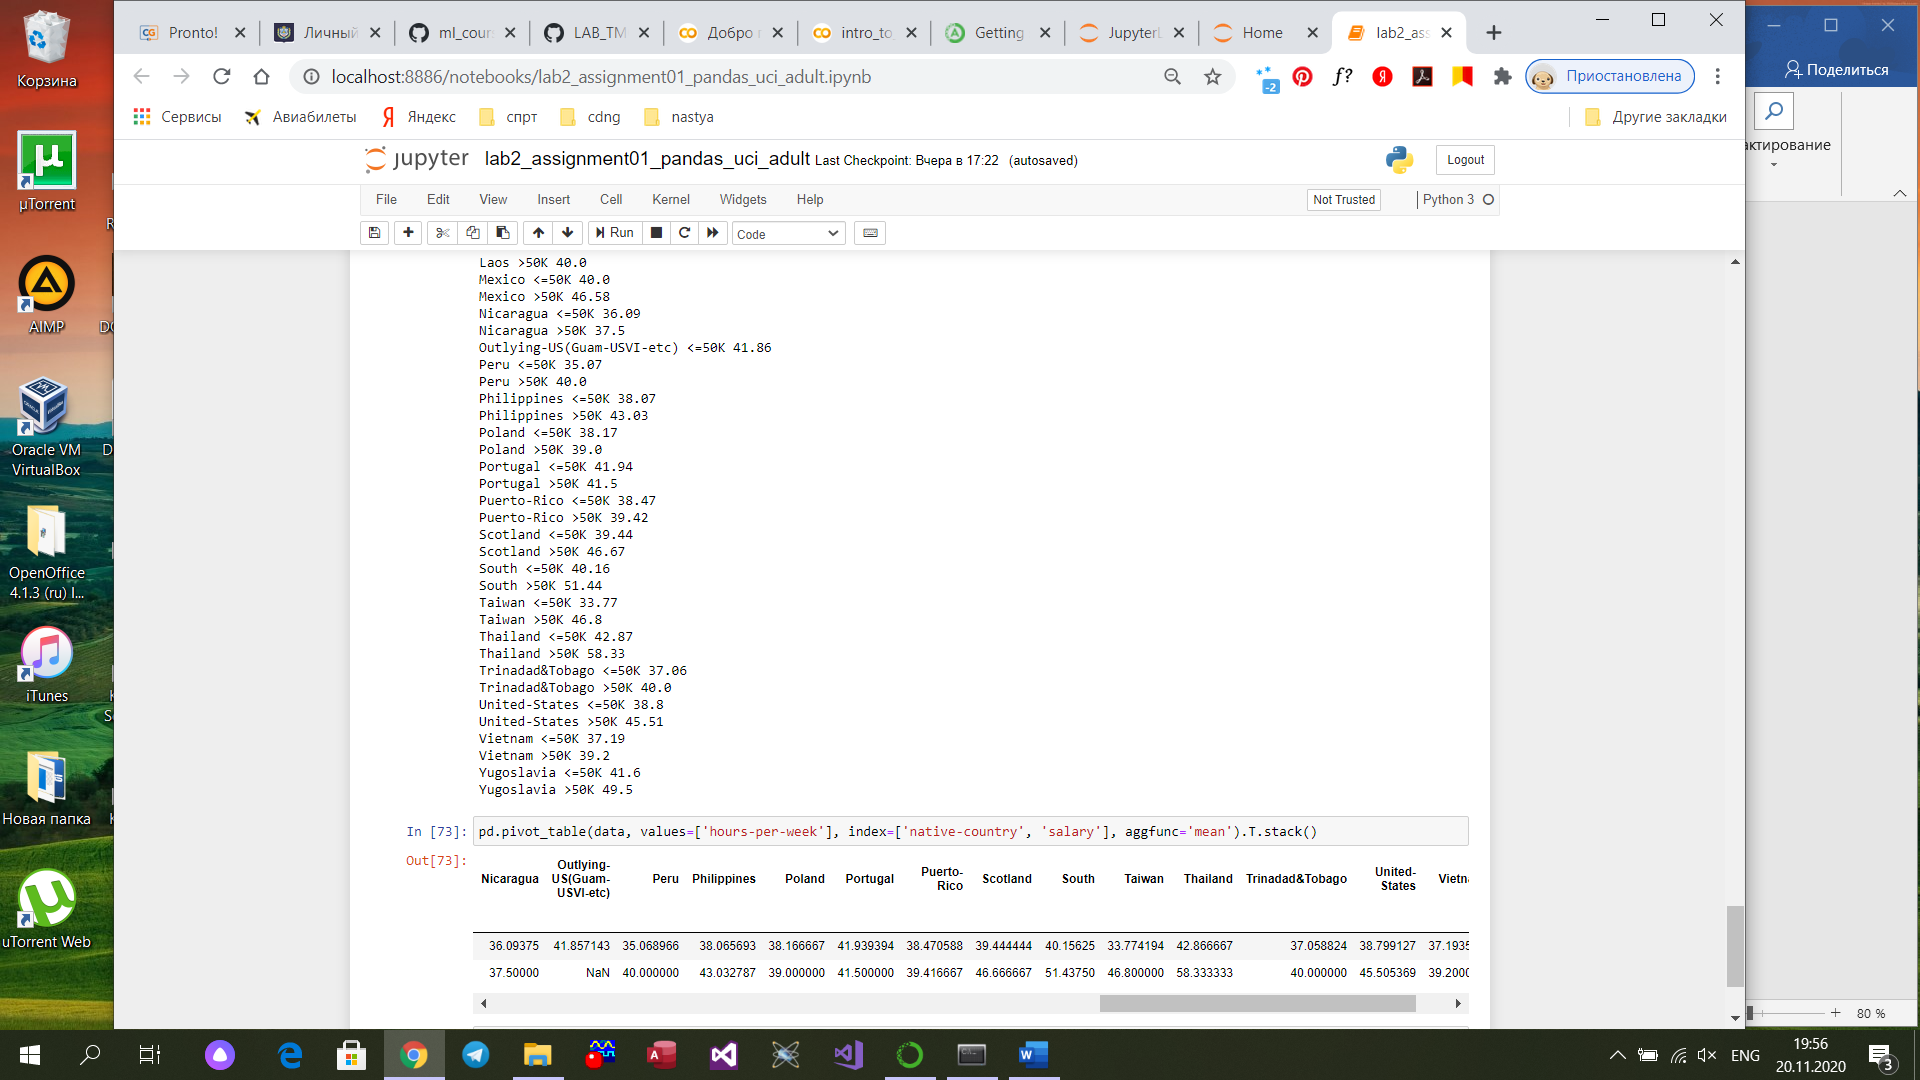 Pronto!
Личный
ml_cour
LAB_TM
Добро
intro_to
Getting
JupyterL
Home
lab2_ass
localhost:8886/notebooks/lab2_assignment01_pandas_uci_adult.ipynb
-2
f?
Я
Приостановлена
Сервисы
Авиабилеты
Я Яндекс
спрт
cdng
nastya
Другие закладки
Поделиться
актирование
jupyter lab2_assignment01_pandas_uci_adult Last Checkpoint: Вчера в 17:22 (autosaved)
Logout
File Edit View Insert Cell Kernel Widgets Help
Not Trusted
Python 3
Run
Code
Laos >50K 40.0
Mexico <=50K 40.0
Mexico >50K 46.58
Nicaragua <=50K 36.09
Nicaragua >50K 37.5
Outlying-US(Guam-USVI-etc) <=50K 41.86
Peru <=50K 35.07
Peru >50K 40.0
Philippines <=50K 38.07
Philippines >50K 43.03
Poland <=50K 38.17
Poland >50K 39.0
Portugal <=50K 41.94
Portugal >50K 41.5
Puerto-Rico <=50K 38.47
Puerto-Rico >50K 39.42
Scotland <=50K 39.44
Scotland >50K 46.67
South <=50K 40.16
South >50K 51.44
Taiwan <=50K 33.77
Taiwan >50K 46.8
Thailand <=50K 42.87
Thailand >50K 58.33
Trinadad&Tobago <=50K 37.06
Trinadad&Tobago >50K 40.0
United-States <=50K 38.8
United-States >50K 45.51
Vietnam <=50K 37.19
Vietnam >50K 39.2
Yugoslavia <=50K 41.6
Yugoslavia >50K 49.5
In [73]: pd.pivot_table(data, values=['hours-per-week'], index=['native-country', 'salary'], aggfunc='mean').T.stack()
Out[73]:
Nicaragua Outlying-US(Guam-USVI-etc) Peru Philippines Poland Portugal Puerto-Rico Scotland South Taiwan Thailand Trinadad&Tobago United-States Vietn
36.09375 41.857143 35.068966 38.065693 38.166667 41.939394 38.470588 39.444444 40.15625 33.774194 42.866667 37.058824 38.799127 37.1935
37.50000 NaN 40.000000 43.032787 39.000000 41.500000 39.416667 46.666667 51.43750 46.800000 58.333333 40.000000 45.505369 39.2000
Корзина
µTorrent
AIMP
Oracle VM
VirtualBox
OpenOffice
4.1.3 (ru) I...
iTunes
Новая папка
uTorrent Web
80 %
ENG
19:56
20.11.2020
3